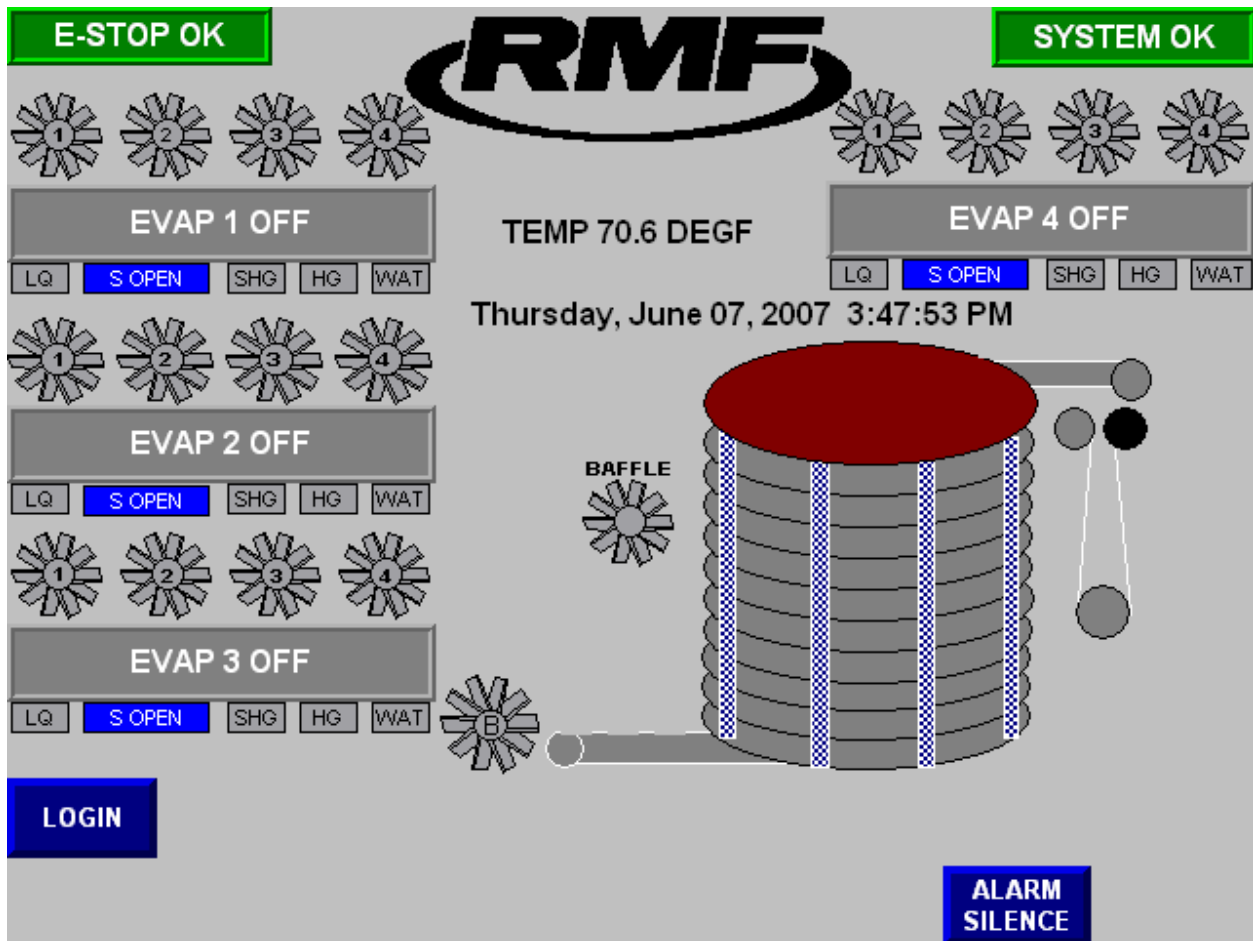 E-STOP OK
RMF
SYSTEM OK
1 2 3 4
1 2 3 4
EVAP 1 OFF
TEMP 70.6 DEGF
EVAP 4 OFF
LQ S OPEN SHG HG WAT
LQ S OPEN SHG HG WAT
Thursday, June 07, 2007 3:47:53 PM
1 2 3 4
EVAP 2 OFF
BAFFLE
LQ S OPEN SHG HG WAT
1 2 3 4
EVAP 3 OFF
LQ S OPEN SHG HG WAT
B
LOGIN
ALARM
SILENCE